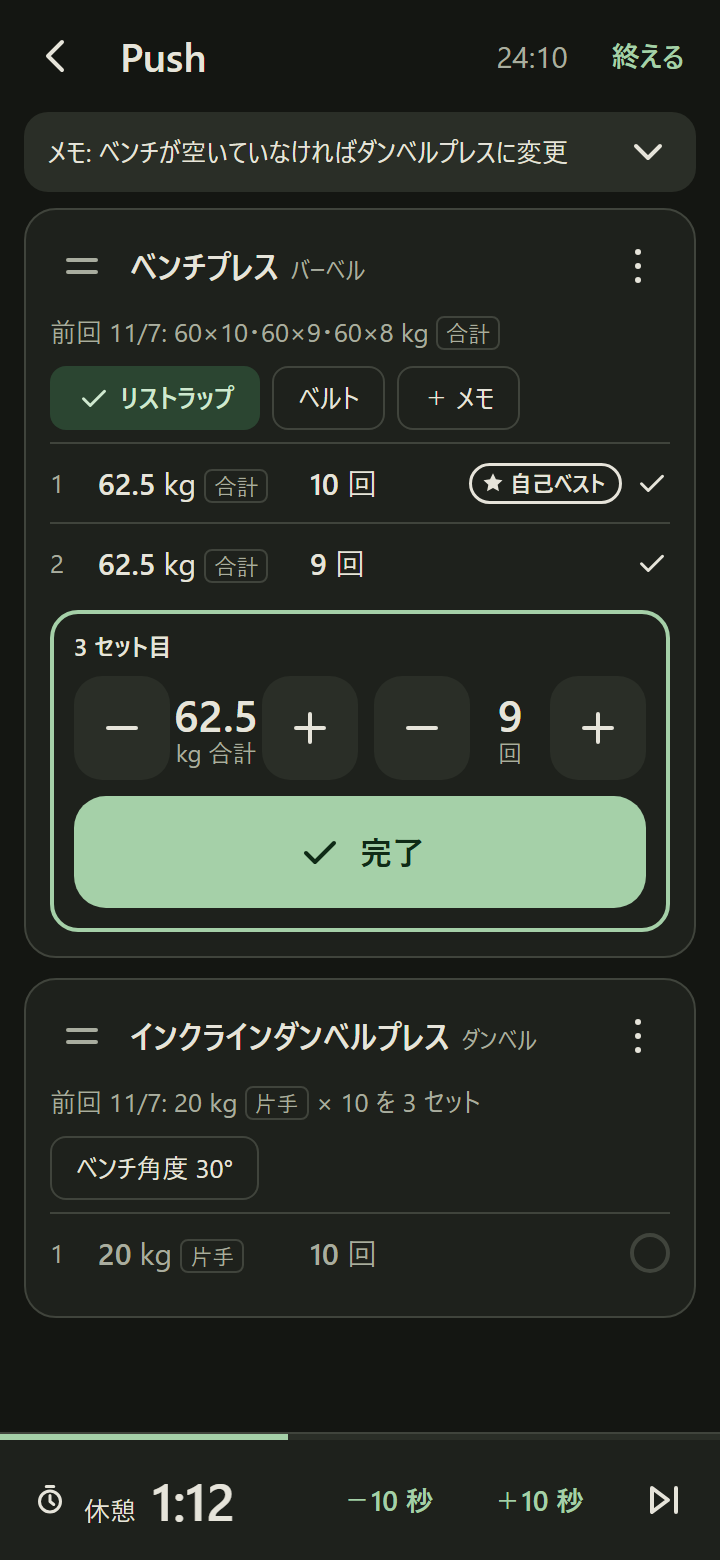 Push 24:10 終える
メモ: ベンチが空いていなければダンベルプレスに変更
ベンチプレス バーベル
前回 11/7: 60×10･60×9･60×8 kg 合計
リストラップ ベルト + メモ
1 62.5 kg 合計 10 回 ★ 自己ベスト
2 62.5 kg 合計 9 回
3 セット目
− 62.5 + − 9 +
kg 合計 回
完了
インクラインダンベルプレス ダンベル
前回 11/7: 20 kg 片手 × 10 を 3 セット
ベンチ角度 30°
1 20 kg 片手 10 回
休憩 1:12 −10 秒 +10 秒